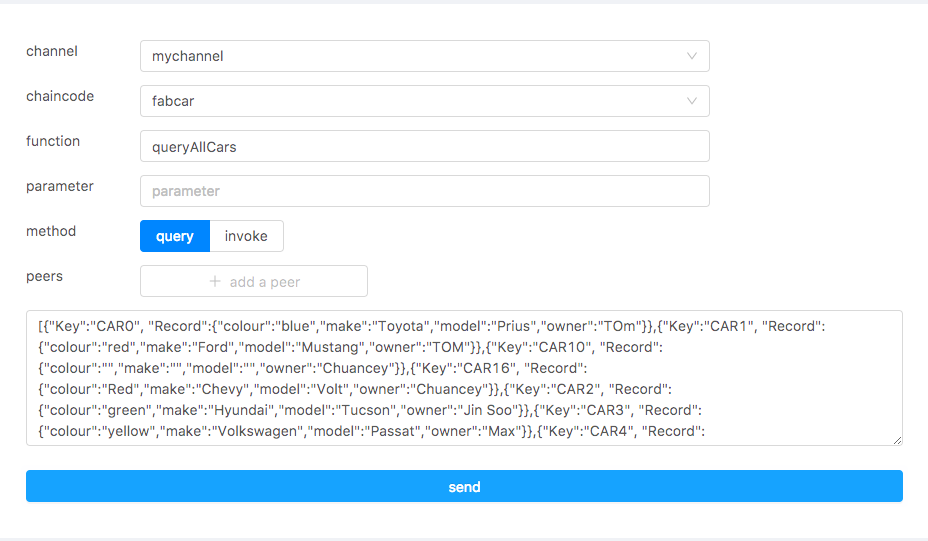 channel
mychannel
chaincode
fabcar
function
queryAllCars
parameter
parameter
method
query invoke
peers
+ add a peer
[{"Key":"CAR0", "Record":{"colour":"blue","make":"Toyota","model":"Prius","owner":"TOm"}},{"Key":"CAR1", "Record":
{"colour":"red","make":"Ford","model":"Mustang","owner":"TOM"}},{"Key":"CAR10", "Record":
{"colour":"","make":"","model":"","owner":"Chuancey"}},{"Key":"CAR16", "Record":
{"colour":"Red","make":"Chevy","model":"Volt","owner":"Chuancey"}},{"Key":"CAR2", "Record":
{"colour":"green","make":"Hyundai","model":"Tucson","owner":"Jin Soo"}},{"Key":"CAR3", "Record":
{"colour":"yellow","make":"Volkswagen","model":"Passat","owner":"Max"}},{"Key":"CAR4", "Record":
send